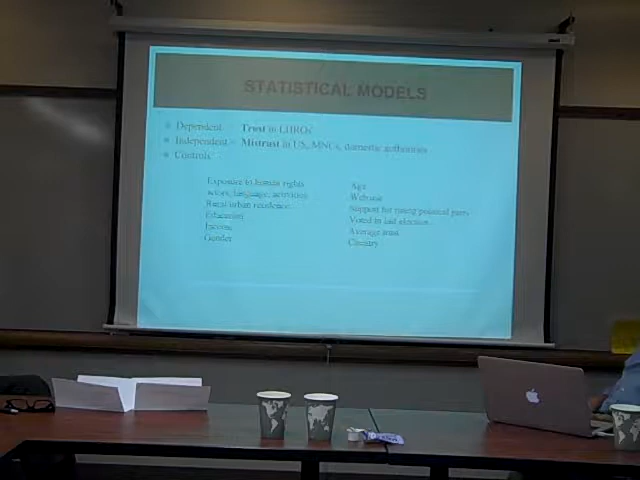 STATISTICAL MODELS
Dependent - Trust in LHROs
Independent - Mistrust in US, MNCs, domestic authorities
Controls
Exposure to human rights
actors, language, activities
Rural/urban residence
Education
Income
Gender
Age
Website
Support for ruling political party
Voted in last election
Average trust
Country